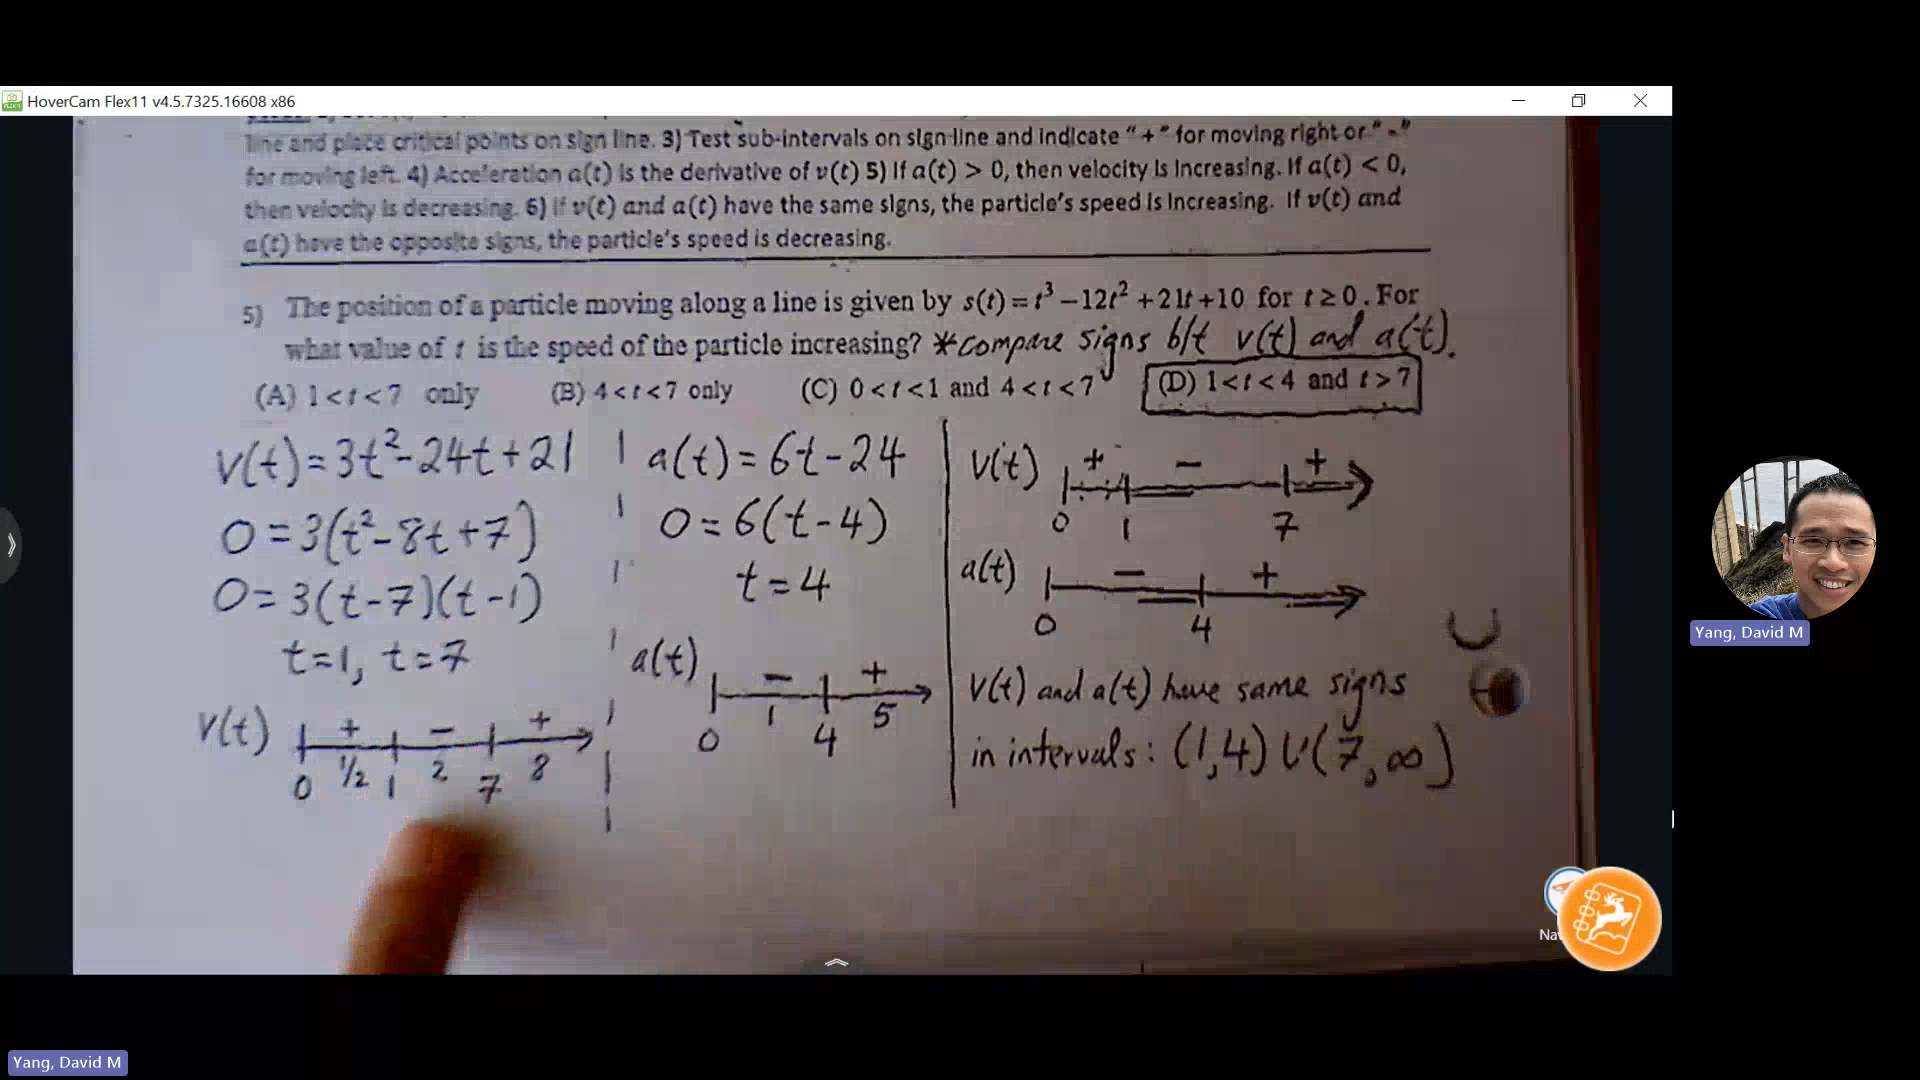 HoverCam Flex11 v4.5.7325.16608 x86
line and place critical points on sign line. 3) Test sub-intervals on sign line and indicate “+” for moving right or “-”
for moving left. 4) Acceleration a(t) is the derivative of v(t) 5) If a(t) > 0, then velocity is increasing. If a(t) < 0,
then velocity is decreasing. 6) If v(t) and a(t) have the same signs, the particle's speed is increasing. If v(t) and
a(t) have the opposite signs, the particle's speed is decreasing.
5) The position of a particle moving along a line is given by s(t) = t³ − 12t² + 21t + 10 for t ≥ 0. For
what value of t is the speed of the particle increasing? *compare signs b/t v(t) and a(t).
(A) 1 < t < 7 only (B) 4 < t < 7 only (C) 0 < t < 1 and 4 < t < 7 (D) 1 < t < 4 and t > 7
v(t) = 3t² - 24t + 21
0 = 3(t² - 8t + 7)
0 = 3(t - 7)(t - 1)
t = 1, t = 7
v(t) + - +
0 1/2 1 2 7 8
a(t) = 6t - 24
0 = 6(t - 4)
t = 4
a(t) - +
0 1 4 5
v(t) + - +
0 1 7
a(t) - +
0 4
v(t) and a(t) have same signs
in intervals: (1,4) ∪ (7, ∞)
Yang, David M
Yang, David M